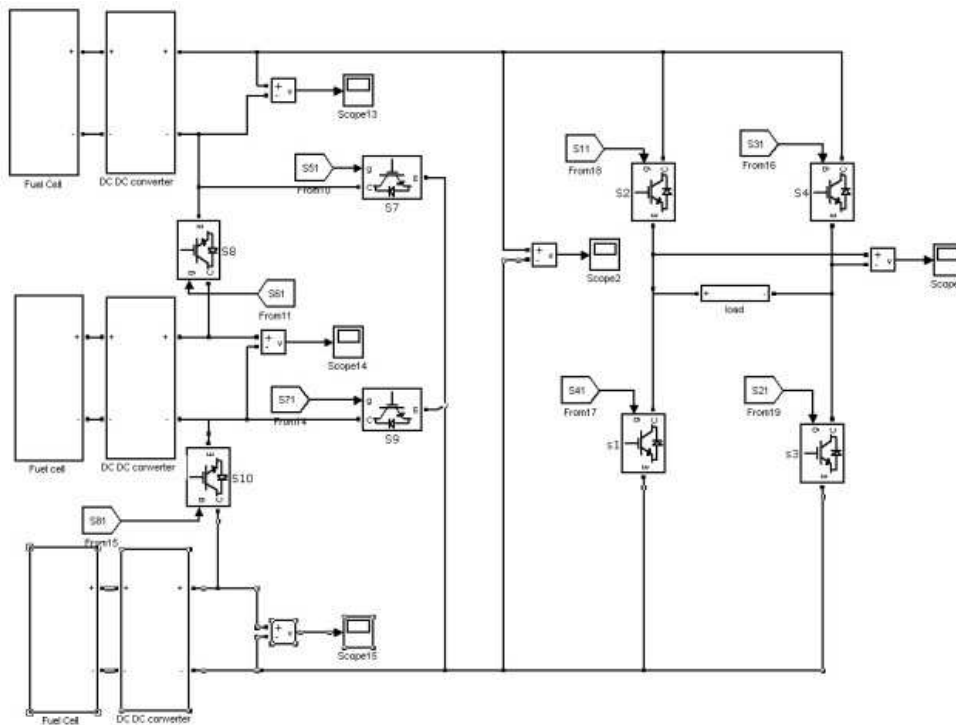 + + +
v
Scope13
- - -
Fuel Cell
DC DC converter
S51
From10
g
C
E
S7
S11
From18
g
C
S2
E
S31
From16
g
C
S4
E
E
S8
g
C
S61
From11
+
-
v
Scope2
+
-
v
Scope
+ -
load
+ + +
+
-
v
Scope14
- - -
Fuel cell
DC DC converter
S71
From14
g
C
E
S9
S41
From17
g
C
s1
E
S21
From19
g
C
s3
E
E
S10
g
C
S81
From15
+ + +
+
-
v
Scope15
- - -
Fuel Cell
DC DC converter